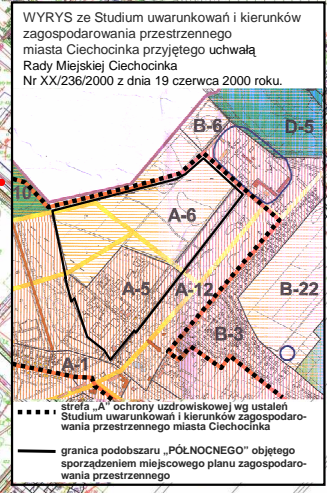 WYRYS ze Studium uwarunkowań i kierunków
zagospodarowania przestrzennego
miasta Ciechocinka przyjętego uchwałą
Rady Miejskiej Ciechocinka
Nr XX/236/2000 z dnia 19 czerwca 2000 roku.
B-6
D-5
10
A-6
A-5
A-12
B-22
B-3
A-1
strefa „A” ochrony uzdrowiskowej wg ustaleń
Studium uwarunkowań i kierunków zagospodaro-
wania przestrzennego miasta Ciechocinka
granica podobszaru „PÓŁNOCNEGO” objętego
sporządzeniem miejscowego planu zagospodaro-
wania przestrzennego